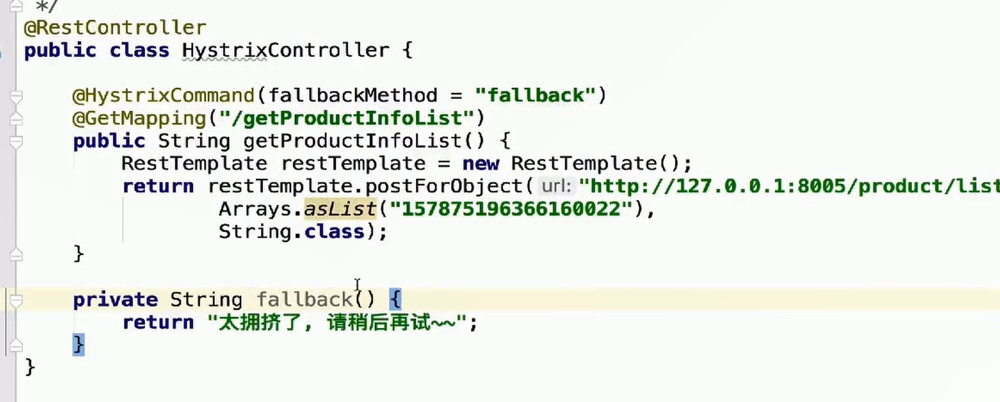 */
@RestController
public class HystrixController {
@HystrixCommand(fallbackMethod = "fallback")
@GetMapping("/getProductInfoList")
public String getProductInfoList() {
RestTemplate restTemplate = new RestTemplate();
return restTemplate.postForObject( url: "http://127.0.0.1:8005/product/list
Arrays.asList("157875196366160022"),
String.class);
}
private String fallback() {
return "太拥挤了, 请稍后再试~~";
}
}